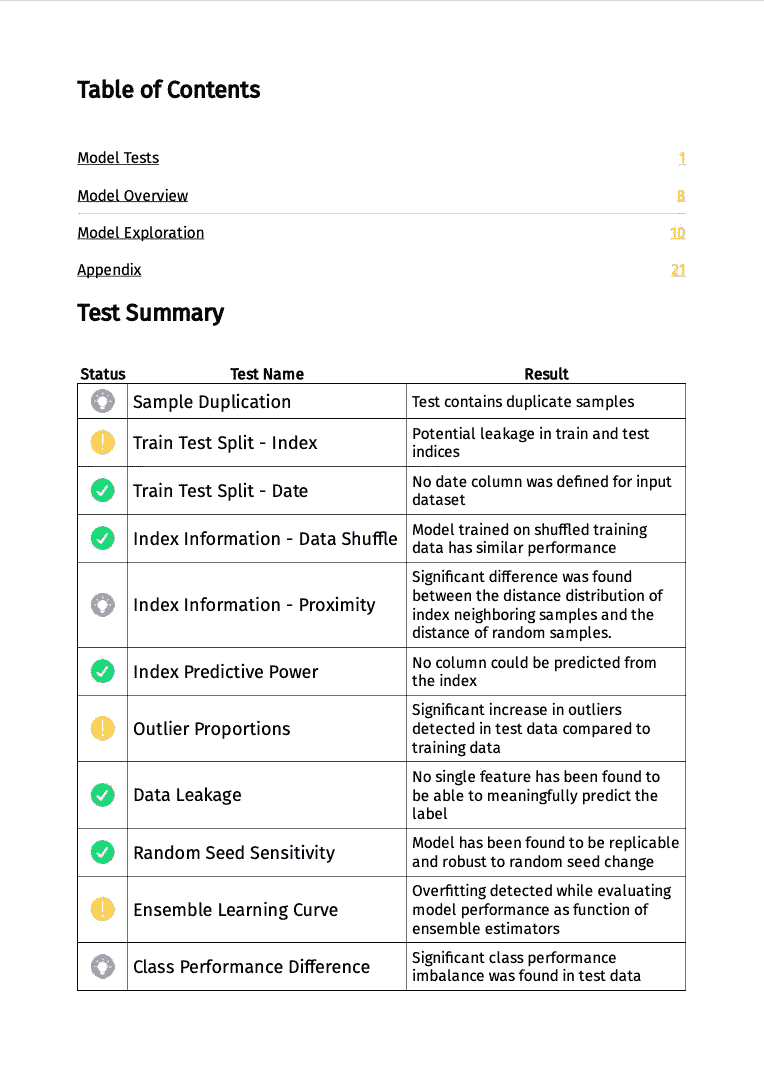 Table of Contents
Model Tests 1
Model Overview 8
Model Exploration 10
Appendix 21
Test Summary
Status Test Name Result
Sample Duplication Test contains duplicate samples
Train Test Split - Index Potential leakage in train and test
indices
Train Test Split - Date No date column was defined for input
dataset
Index Information - Data Shuffle Model trained on shuffled training
data has similar performance
Index Information - Proximity Significant difference was found
between the distance distribution of
index neighboring samples and the
distance of random samples.
Index Predictive Power No column could be predicted from
the index
Outlier Proportions Significant increase in outliers
detected in test data compared to
training data
Data Leakage No single feature has been found to
be able to meaningfully predict the
label
Random Seed Sensitivity Model has been found to be replicable
and robust to random seed change
Ensemble Learning Curve Overfitting detected while evaluating
model performance as function of
ensemble estimators
Class Performance Difference Significant class performance
imbalance was found in test data